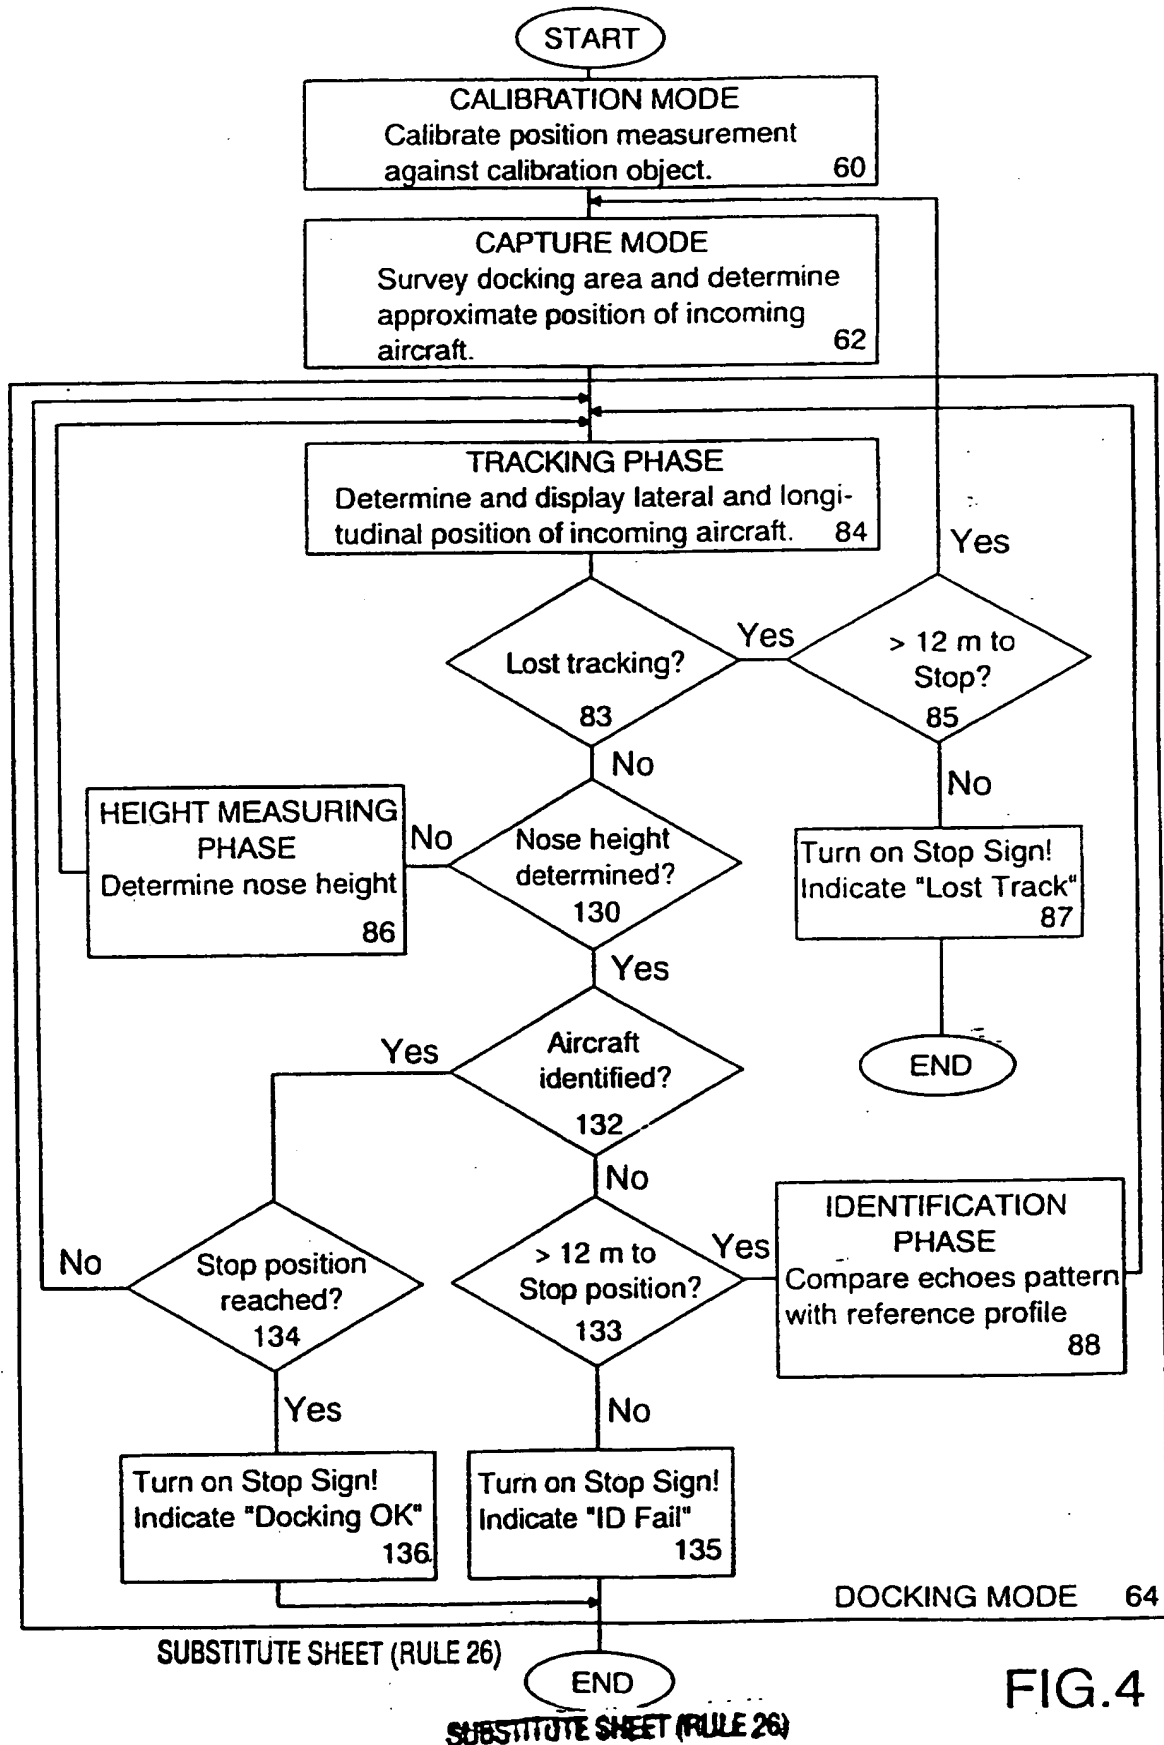 START
CALIBRATION MODE
Calibrate position measurement
against calibration object.
60
CAPTURE MODE
Survey docking area and determine
approximate position of incoming
aircraft.
62
TRACKING PHASE
Determine and display lateral and longi-
tudinal position of incoming aircraft.
84
Yes
Lost tracking?
83
Yes
> 12 m to
Stop?
85
No
No
HEIGHT MEASURING
PHASE
Determine nose height
86
No
Nose height
determined?
130
Turn on Stop Sign!
Indicate "Lost Track"
87
Yes
END
Yes
Aircraft
identified?
132
No
No
Stop position
reached?
134
> 12 m to
Stop position?
133
Yes
IDENTIFICATION
PHASE
Compare echoes pattern
with reference profile
88
Yes
No
Turn on Stop Sign!
Indicate "Docking OK"
136
Turn on Stop Sign!
Indicate "ID Fail"
135
DOCKING MODE 64
SUBSTITUTE SHEET (RULE 26)
END
FIG.4
SUBSTITUTE SHEET (RULE 26)